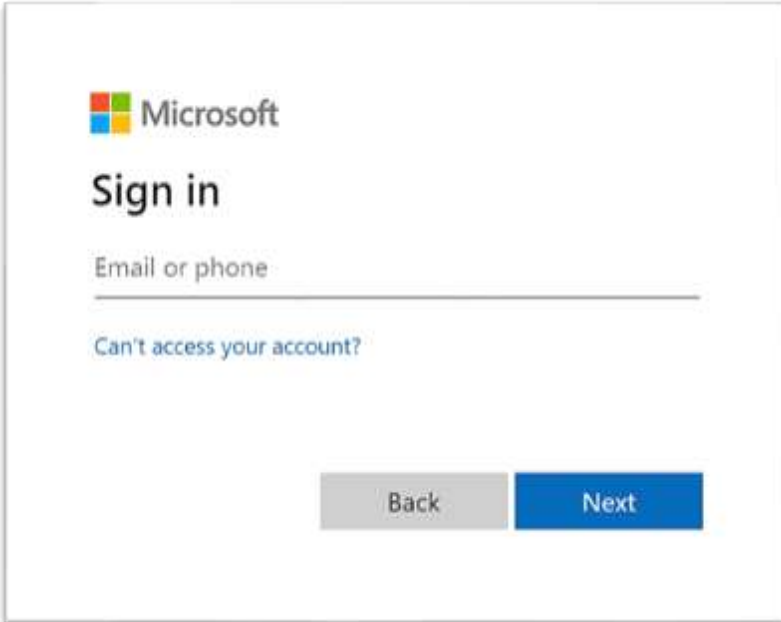 Microsoft
Sign in
Email or phone
Can't access your account?
Back Next